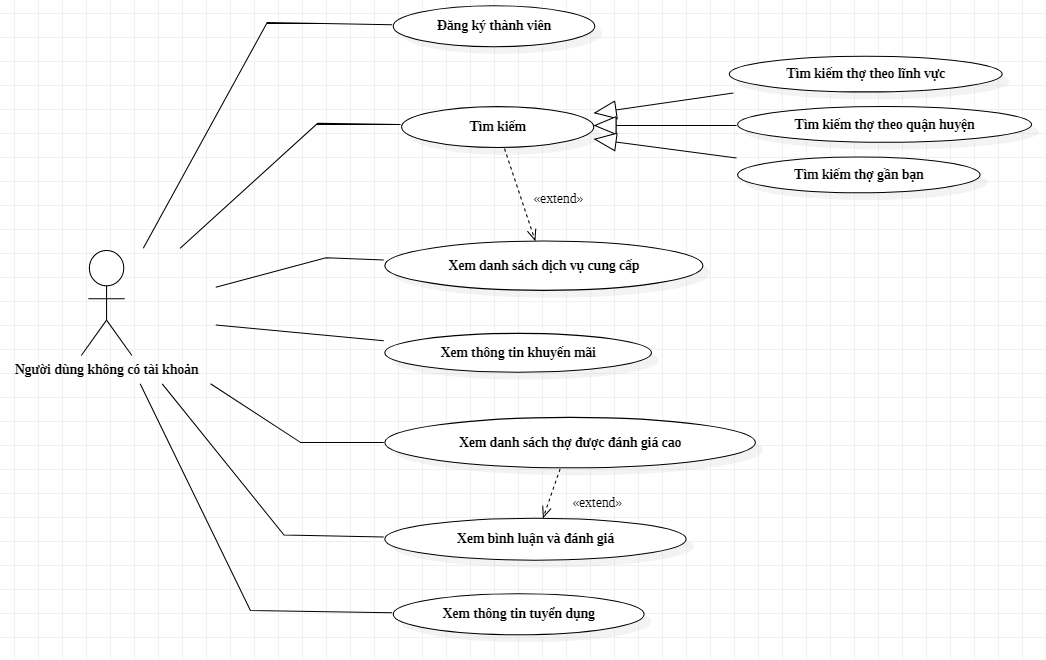 Đăng ký thành viên
Tìm kiếm thợ theo lĩnh vực
Tìm kiếm
Tìm kiếm thợ theo quận huyện
Tìm kiếm thợ gần bạn
«extend»
Xem danh sách dịch vụ cung cấp
Xem thông tin khuyến mãi
Người dùng không có tài khoản
Xem danh sách thợ được đánh giá cao
«extend»
Xem bình luận và đánh giá
Xem thông tin tuyển dụng